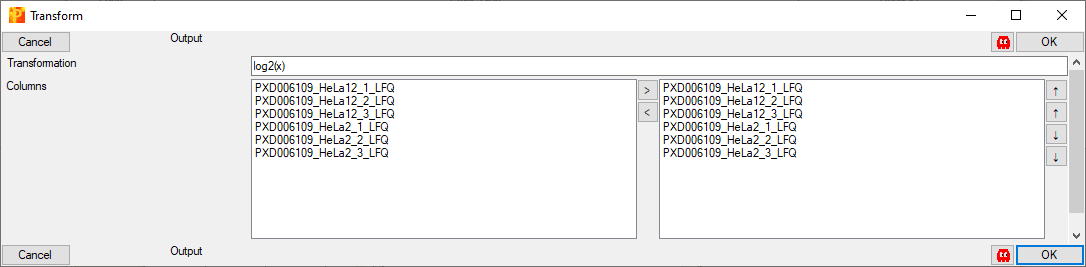 Transform
Cancel
Output
OK
Transformation
log2(x)
Columns
PXD006109_HeLa12_1_LFQ
PXD006109_HeLa12_2_LFQ
PXD006109_HeLa12_3_LFQ
PXD006109_HeLa2_1_LFQ
PXD006109_HeLa2_2_LFQ
PXD006109_HeLa2_3_LFQ
>
<
PXD006109_HeLa12_1_LFQ
PXD006109_HeLa12_2_LFQ
PXD006109_HeLa12_3_LFQ
PXD006109_HeLa2_1_LFQ
PXD006109_HeLa2_2_LFQ
PXD006109_HeLa2_3_LFQ
↑
↑
↓
↓
Cancel
Output
OK